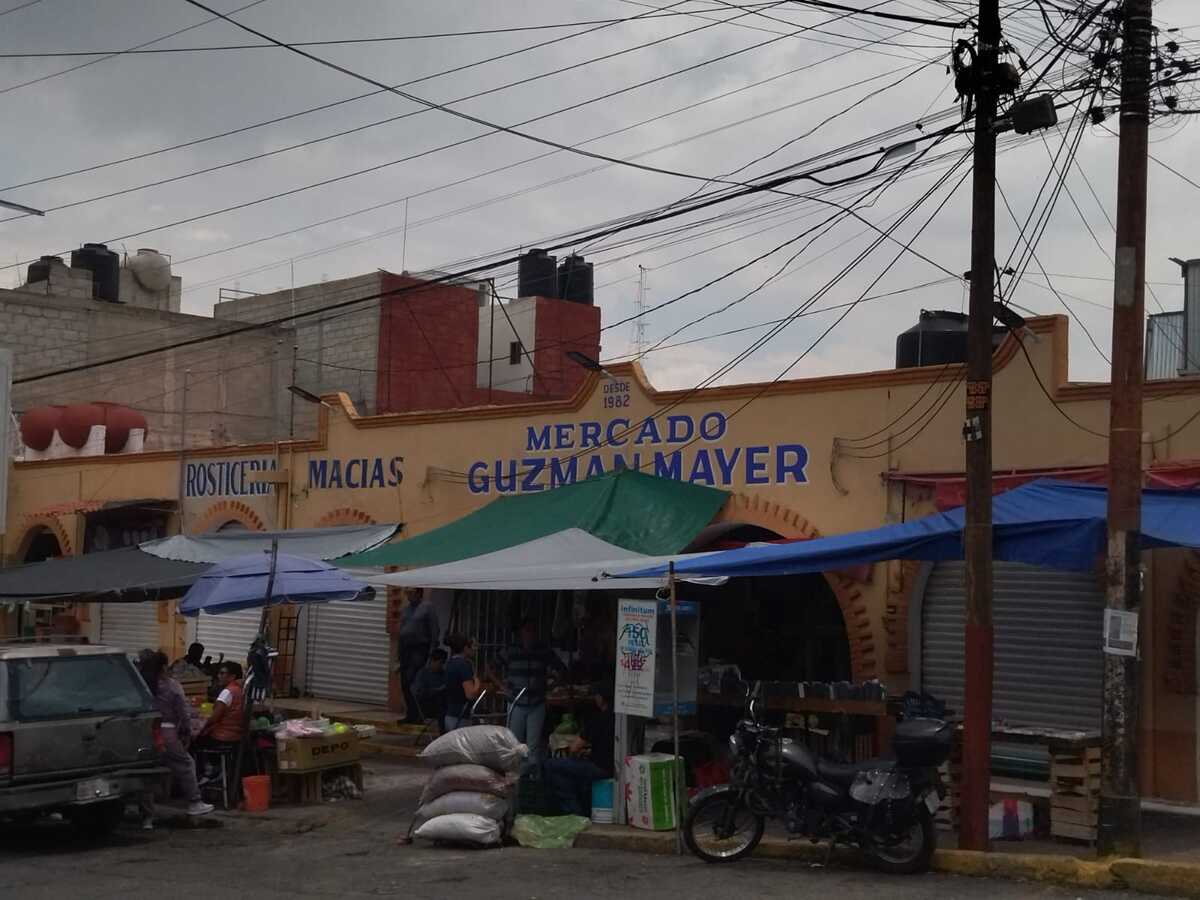 DESDE
1982
MERCADO
GUZMAN MAYER
ROSTICERIA MACIAS
infinitum
DEPO